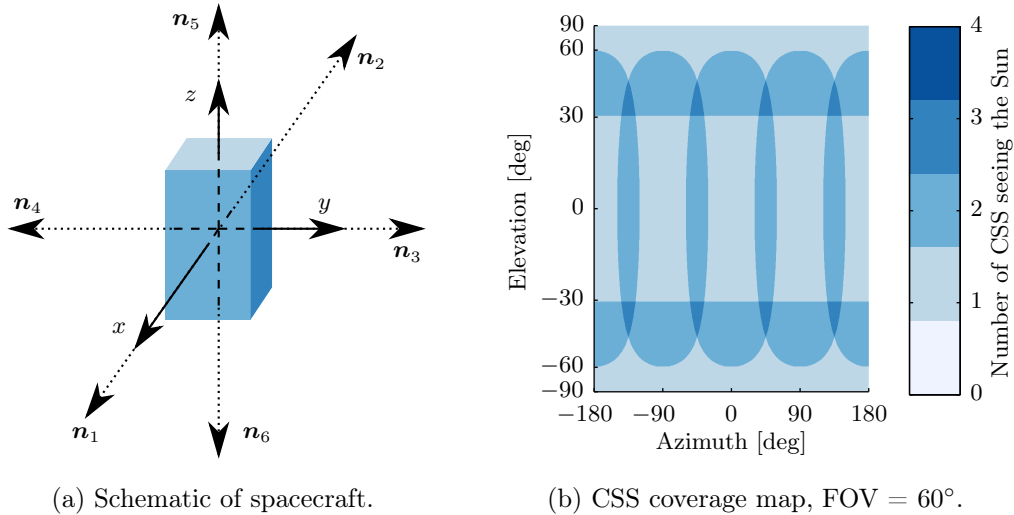 n₅
n₂
z
n₄
y
n₃
x
n₁
n₆
(a) Schematic of spacecraft.
90
60
30
0
−30
−60
−90
Elevation [deg]
−180
−90
0
90
180
Azimuth [deg]
4
3
2
1
0
Number of CSS seeing the Sun
(b) CSS coverage map, FOV = 60°.